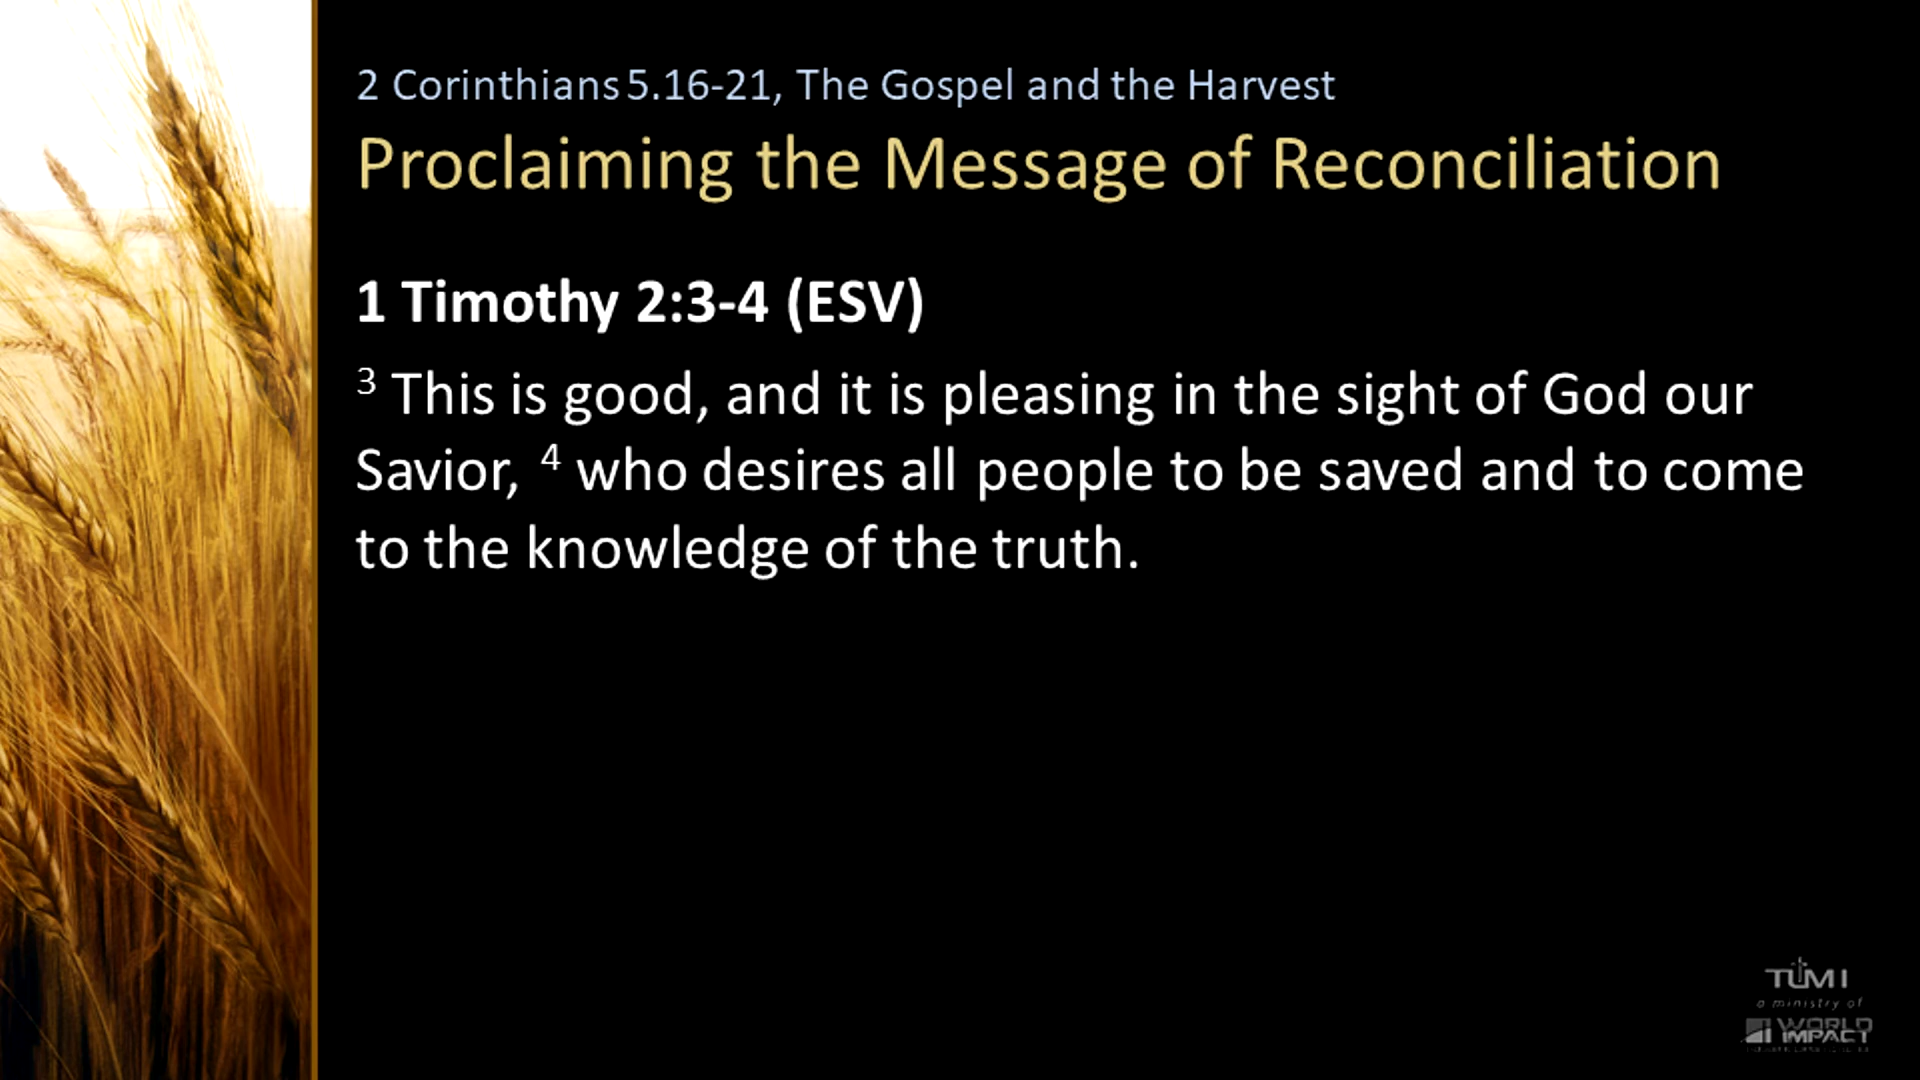 2 Corinthians 5.16-21, The Gospel and the Harvest
Proclaiming the Message of Reconciliation
1 Timothy 2:3-4 (ESV)
3 This is good, and it is pleasing in the sight of God our
Savior, 4 who desires all people to be saved and to come
to the knowledge of the truth.
TUMI
a ministry of
WORLD
IMPACT